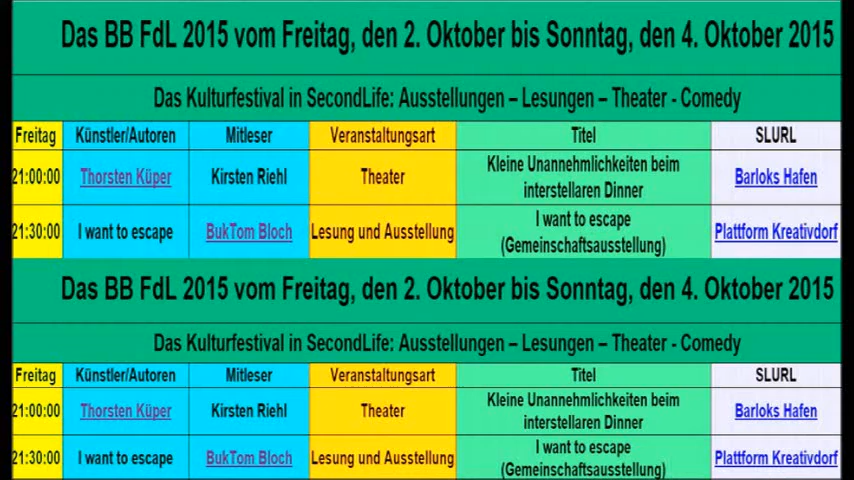 Das BB FdL 2015 vom Freitag, den 2. Oktober bis Sonntag, den 4. Oktober 2015
Das Kulturfestival in SecondLife: Ausstellungen – Lesungen – Theater - Comedy
Freitag Künstler/Autoren Mitleser Veranstaltungsart Titel SLURL
21:00:00 Thorsten Küper Kirsten Riehl Theater Kleine Unannehmlichkeiten beim
interstellaren Dinner Barloks Hafen
21:30:00 I want to escape BukTom Bloch Lesung und Ausstellung I want to escape
(Gemeinschaftsausstellung) Plattform Kreativdorf
Das BB FdL 2015 vom Freitag, den 2. Oktober bis Sonntag, den 4. Oktober 2015
Das Kulturfestival in SecondLife: Ausstellungen – Lesungen – Theater - Comedy
Freitag Künstler/Autoren Mitleser Veranstaltungsart Titel SLURL
21:00:00 Thorsten Küper Kirsten Riehl Theater Kleine Unannehmlichkeiten beim
interstellaren Dinner Barloks Hafen
21:30:00 I want to escape BukTom Bloch Lesung und Ausstellung I want to escape
(Gemeinschaftsausstellung) Plattform Kreativdorf